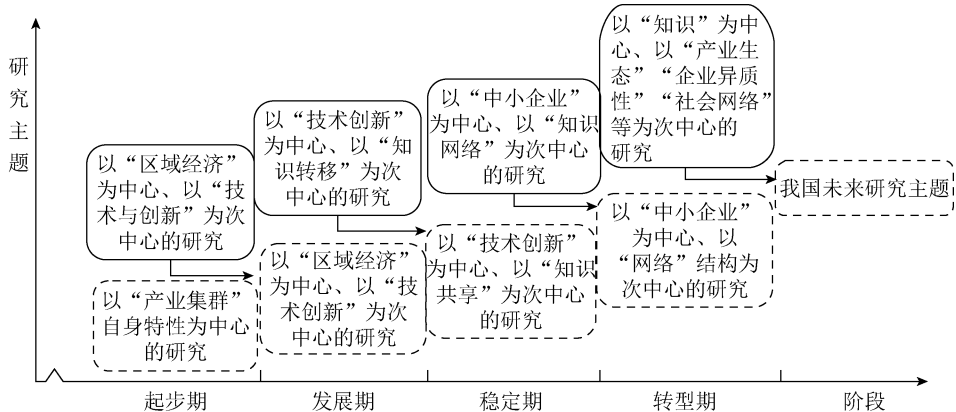 研究主题
以“区域经济”
为中心、以“技
术与创新”为次
中心的研究
以“产业集群”
自身特性为中心
的研究
以“技术创新”
为中心、以“知
识转移”为次
中心的研究
以“区域经济”
为中心、以“技
术创新”为次
中心的研究
以“中小企业”
为中心、以“知识
网络”为次中心
的研究
以“技术创新”
为中心、以“知识
共享”为次中心
的研究
以“知识”为中
心、以“产业生
态”“企业异质
性”“社会网络”
等为次中心的
研究
以“中小企业”
为中心、以
“网络”结构为
次中心的研究
我国未来研究主题
起步期
发展期
稳定期
转型期
阶段